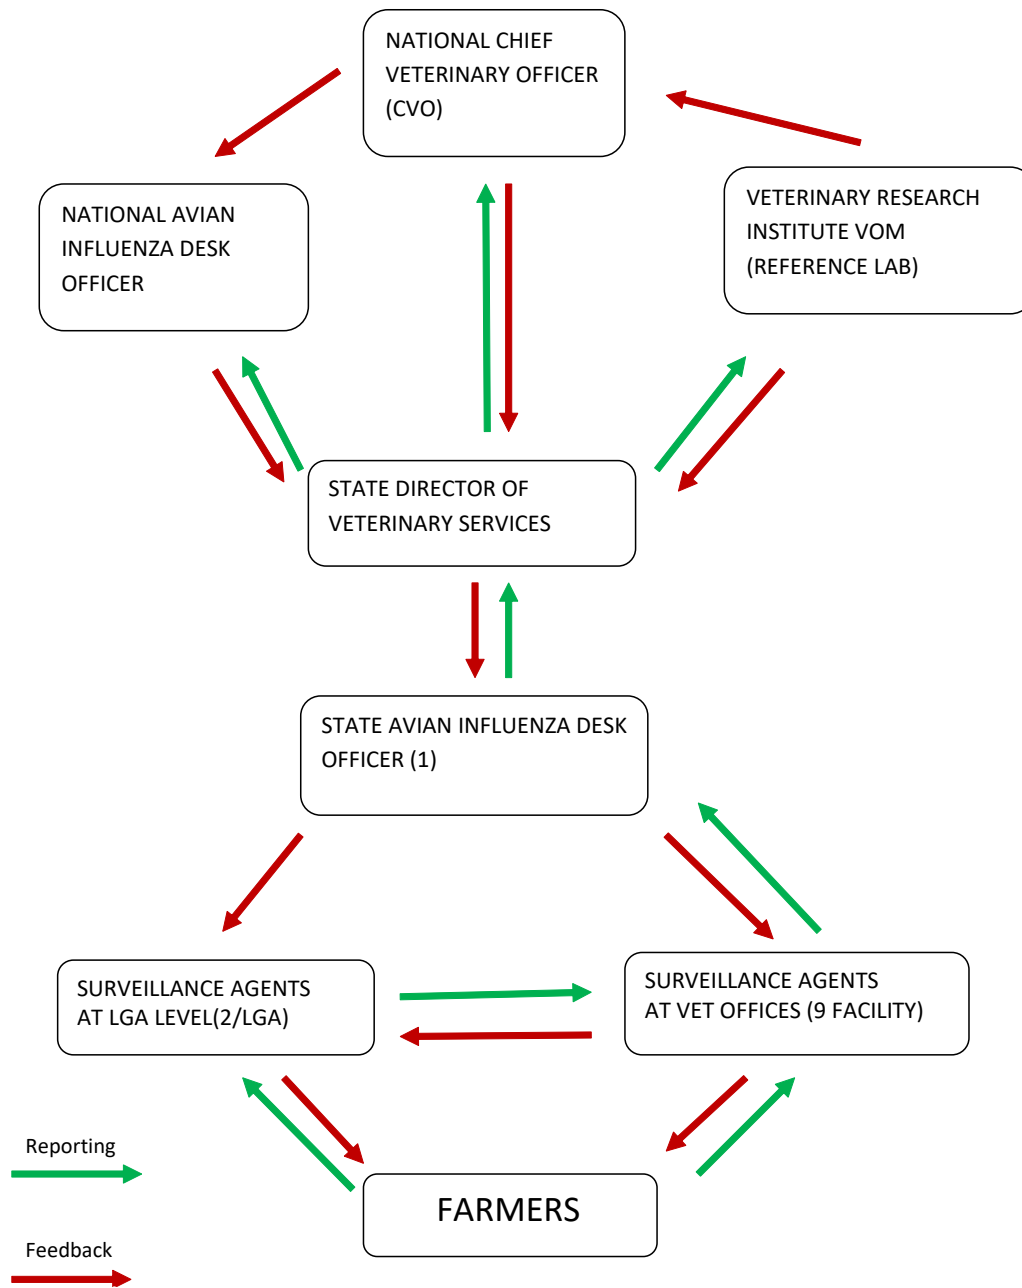 NATIONAL CHIEF
VETERINARY OFFICER
(CVO)
NATIONAL AVIAN
INFLUENZA DESK
OFFICER
VETERINARY RESEARCH
INSTITUTE VOM
(REFERENCE LAB)
STATE DIRECTOR OF
VETERINARY SERVICES
STATE AVIAN INFLUENZA DESK
OFFICER (1)
SURVEILLANCE AGENTS
AT LGA LEVEL(2/LGA)
SURVEILLANCE AGENTS
AT VET OFFICES (9 FACILITY)
Reporting
FARMERS
Feedback